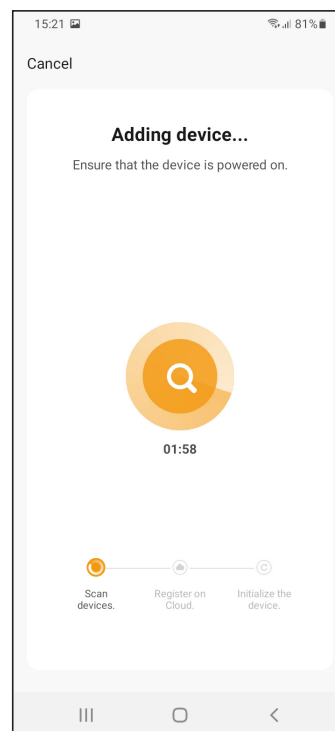 15:21 81%
Cancel
Adding device...
Ensure that the device is powered on.
01:58
Scan devices.
Register on Cloud.
Initialize the device.